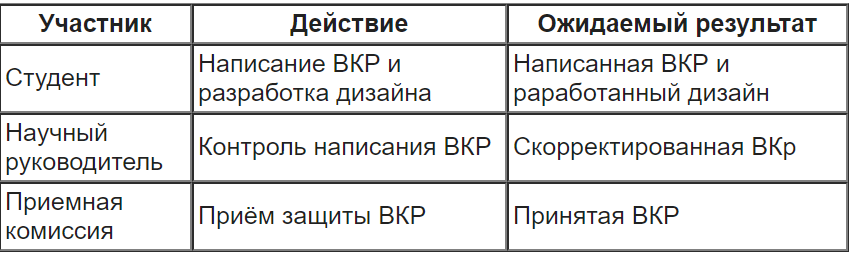 Участник Действие Ожидаемый результат
Студент
Написание ВКР и
разработка дизайна
Написанная ВКР и
раработанный дизайн
Научный
руководитель
Контроль написания ВКР
Скорректированная ВКр
Приемная
комиссия
Приём защиты ВКР
Принятая ВКР